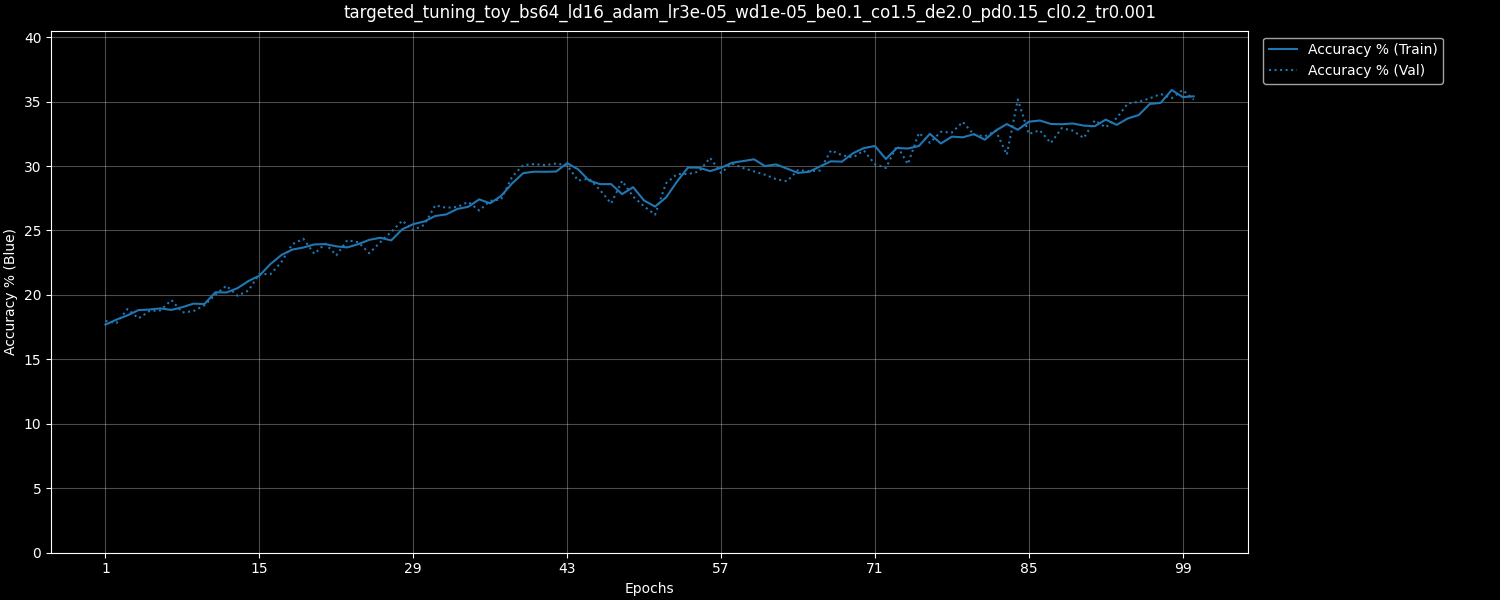 targeted_tuning_toy_bs64_ld16_adam_lr3e-05_wd1e-05_be0.1_co1.5_de2.0_pd0.15_cl0.2_tr0.001
Accuracy % (Train)
Accuracy % (Val)
Accuracy % (Blue)
40
35
30
25
20
15
10
5
0
1 15 29 43 57 71 85 99
Epochs